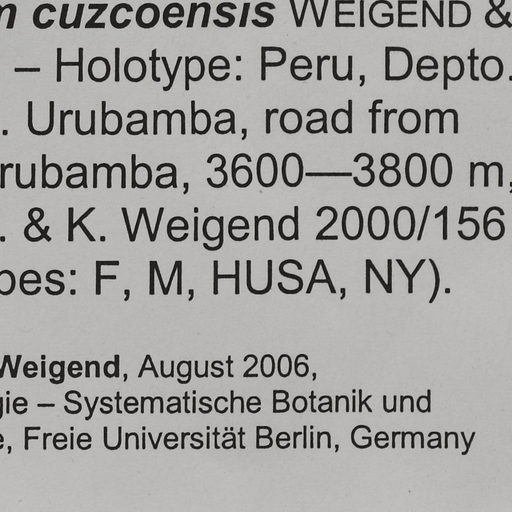 cuzcoensis WEIGEND &
– Holotype: Peru, Depto.
. Urubamba, road from
rubamba, 3600—3800 m,
. & K. Weigend 2000/156
pes: F, M, HUSA, NY).
Weigend, August 2006,
gie – Systematische Botanik und
e, Freie Universität Berlin, Germany